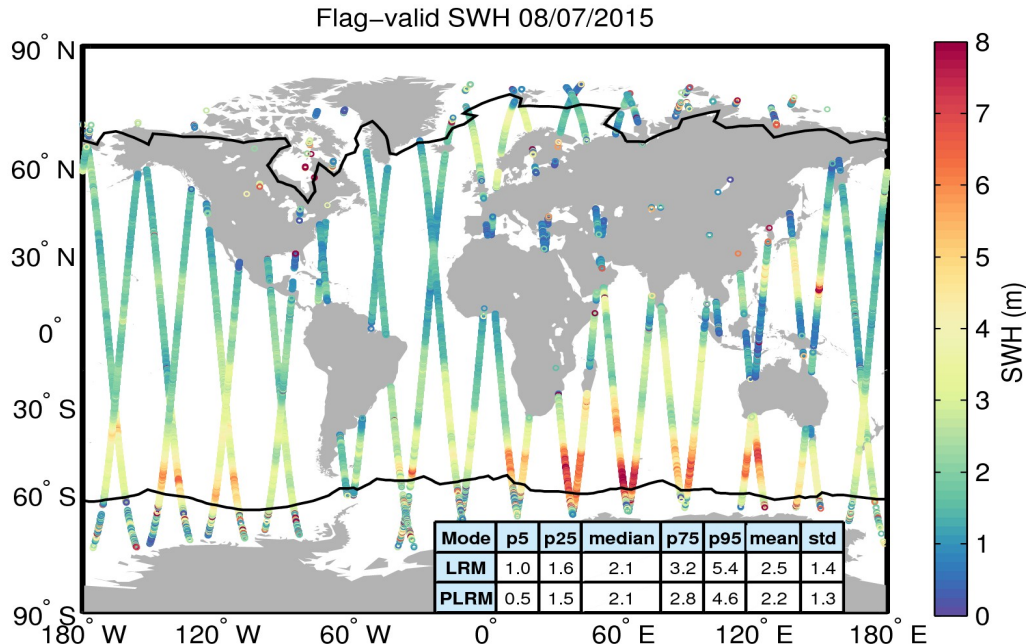 Flag−valid SWH 08/07/2015
90° N
60° N
30° N
0°
30° S
60° S
90° S
180° W
120° W
60° W
0°
60° E
120° E
180° E
8
7
6
5
4
3
2
1
0
SWH (m)
Mode p5 p25 median p75 p95 mean std
LRM 1.0 1.6 2.1 3.2 5.4 2.5 1.4
PLRM 0.5 1.5 2.1 2.8 4.6 2.2 1.3